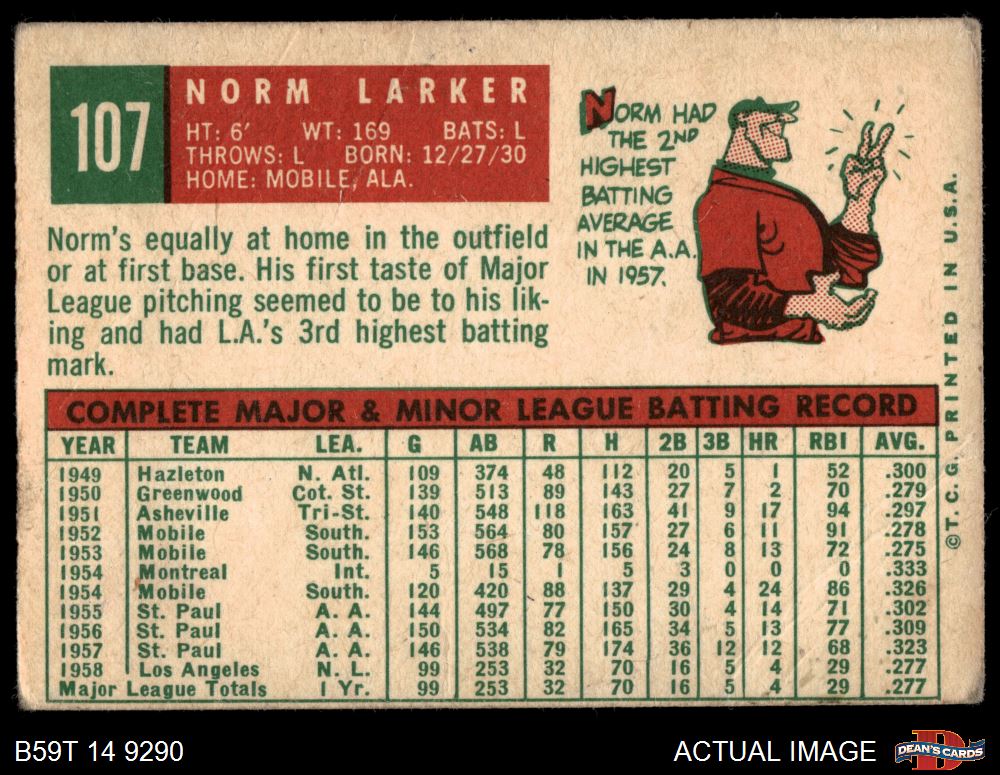 107
NORM LARKER
HT: 6' WT: 169 BATS: L
THROWS: L BORN: 12/27/30
HOME: MOBILE, ALA.
NORM HAD
THE 2ND
HIGHEST
BATTING
AVERAGE
IN THE A.A.
IN 1957.
Norm's equally at home in the outfield
or at first base. His first taste of Major
League pitching seemed to be to his lik-
ing and had L.A.'s 3rd highest batting
mark.
COMPLETE MAJOR & MINOR LEAGUE BATTING RECORD
YEAR TEAM LEA. G AB R H 2B 3B HR RBI AVG.
1949 Hazleton N. Atl. 109 374 48 112 20 5 1 52 .300
1950 Greenwood Cot. St. 139 513 89 143 27 7 2 70 .279
1951 Asheville Tri-St. 140 548 118 163 41 9 17 94 .297
1952 Mobile South. 153 564 80 157 27 6 11 91 .278
1953 Mobile South. 146 568 78 156 24 8 13 72 .275
1954 Montreal Int. 5 15 1 5 3 0 0 0 .333
1954 Mobile South. 120 420 88 137 29 4 24 86 .326
1955 St. Paul A. A. 144 497 77 150 30 4 14 71 .302
1956 St. Paul A. A. 150 534 82 165 34 5 13 77 .309
1957 St. Paul A. A. 146 538 79 174 36 12 12 68 .323
1958 Los Angeles N. L. 99 253 32 70 16 5 4 29 .277
Major League Totals 1 Yr. 99 253 32 70 16 5 4 29 .277
©T. C. G. PRINTED IN U.S.A.
B59T 14 9290
ACTUAL IMAGE
DEAN'S CARDS